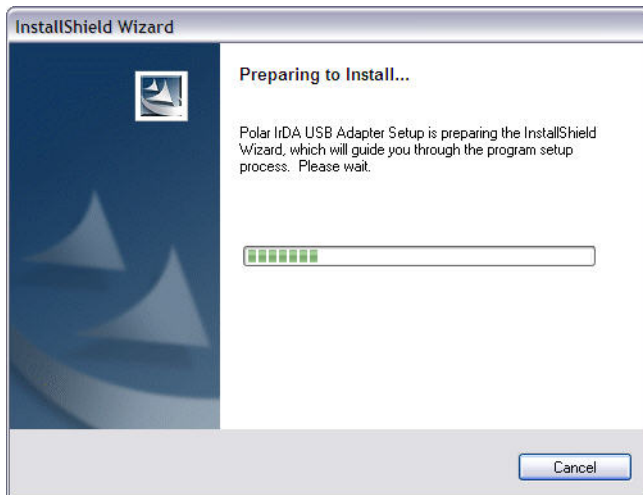 InstallShield Wizard
Preparing to Install...
Polar IrDA USB Adapter Setup is preparing the InstallShield
Wizard, which will guide you through the program setup
process. Please wait.
Cancel